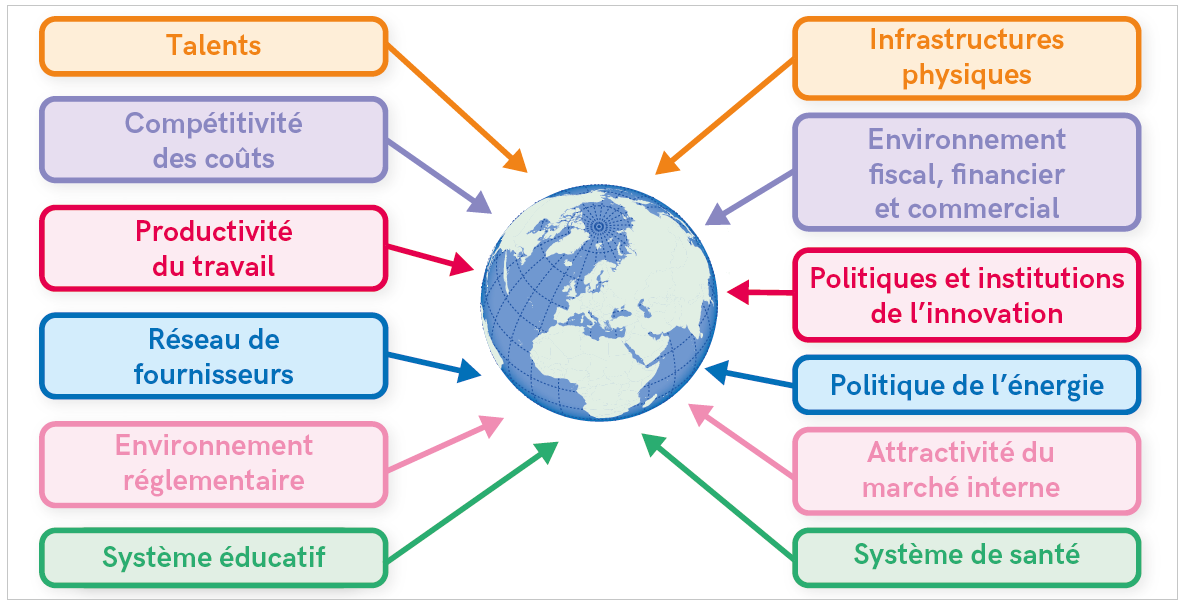 Talents
Compétitivité
des coûts
Productivité
du travail
Réseau de
fournisseurs
Environnement
réglementaire
Système éducatif
Infrastructures
physiques
Environnement
fiscal, financier
et commercial
Politiques et institutions
de l’innovation
Politique de l’énergie
Attractivité du
marché interne
Système de santé